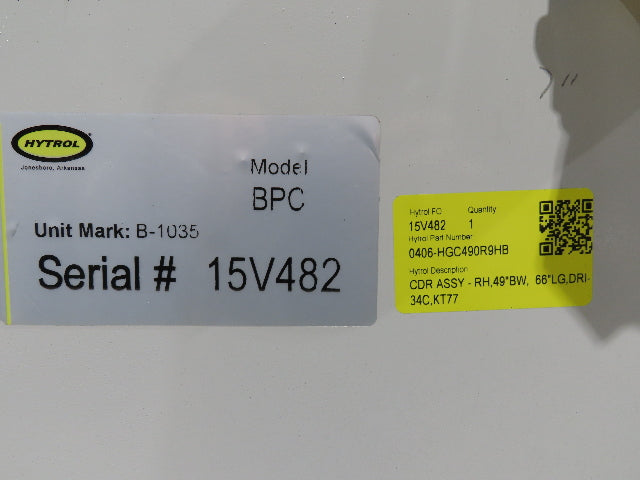 HYTROL
Jonesboro, Arkansas
Model
BPC
Unit Mark: B-1035
Serial # 15V482
Hytrol PO Quantity
15V482 1
Hytrol Part Number
0406-HGC490R9HB
Hytrol Description
CDR ASSY - RH,49"BW, 66"LG,DRI-
34C,KT77